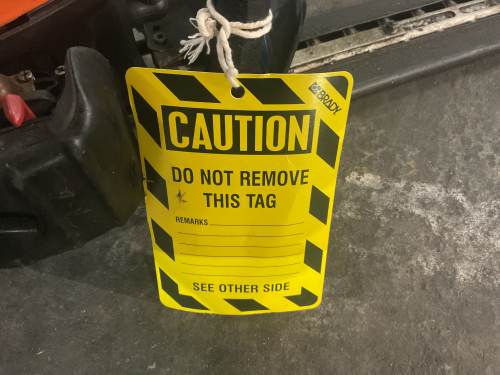 BRADY
CAUTION
DO NOT REMOVE
THIS TAG
REMARKS
SEE OTHER SIDE